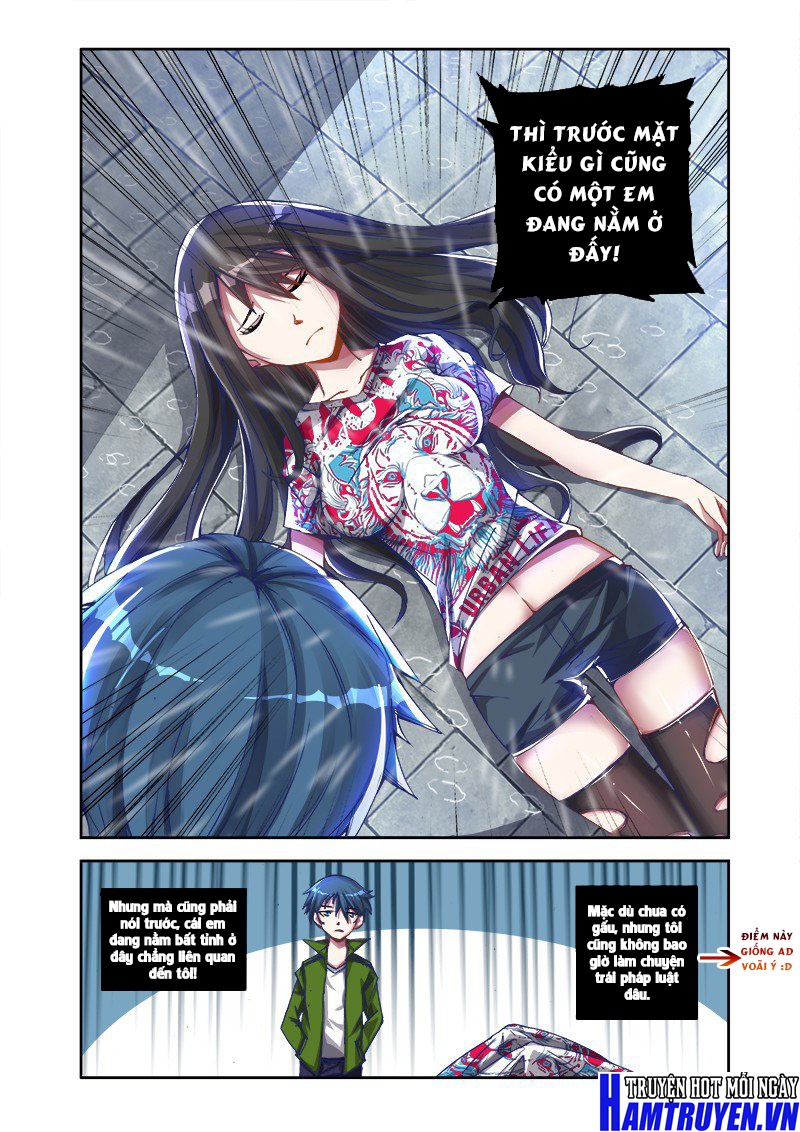 THÌ TRƯỚC MẶT
KIỂU GÌ CŨNG
CÓ MỘT EM
ĐANG NẰM Ở
ĐẤY!
URBAN LIFE
Nhưng mà cũng phải
nói trước, cái em
đang nằm bất tỉnh ở
đây chẳng liên quan
đến tôi!
Mặc dù chưa có
gấu, nhưng tôi
cũng không bao
giờ làm chuyện
trái pháp luật
đâu.
ĐIỂM NÀY
GIỐNG AD
VOÃI Ý :D
TRUYỆN HOT MỖI NGÀY
HAMTRUYEN.VN